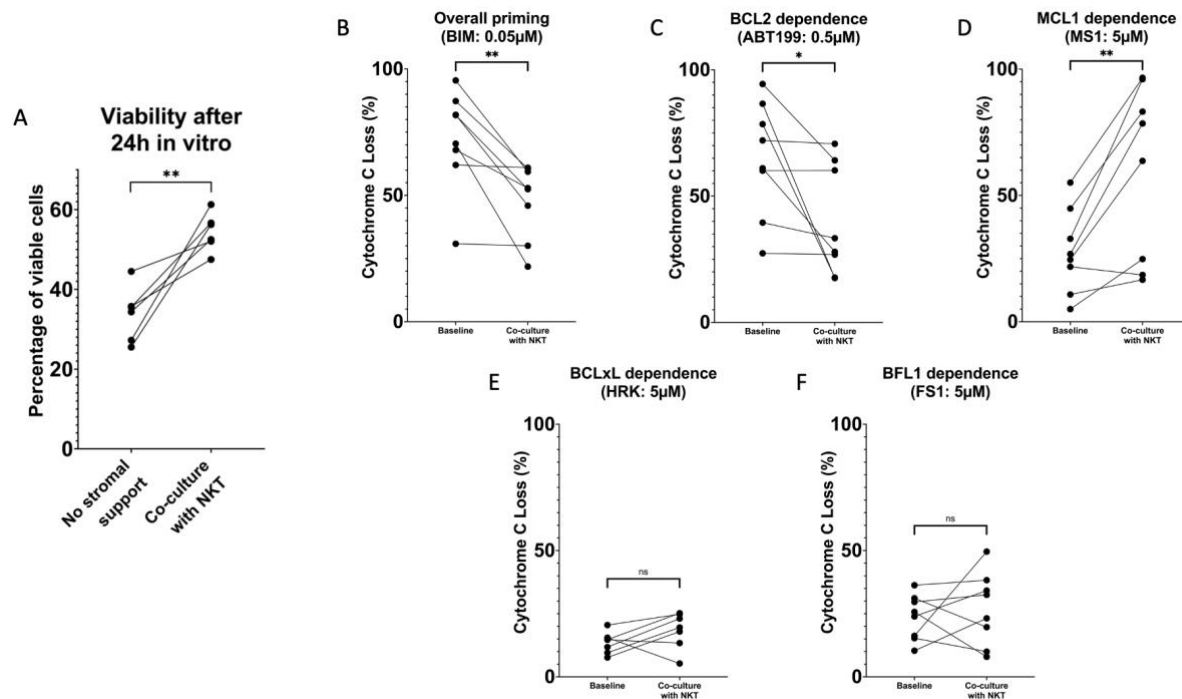 A
Viability after
24h in vitro
**
Percentage of viable cells
60
40
20
0
No stromal
support
Co-culture
with NKT
B
Overall priming
(BIM: 0.05µM)
**
Cytochrome C Loss (%)
100
50
0
Baseline
Co-culture
with NKT
C
BCL2 dependence
(ABT199: 0.5µM)
*
Cytochrome C Loss (%)
100
50
0
Baseline
Co-culture
with NKT
D
MCL1 dependence
(MS1: 5µM)
**
Cytochrome C Loss (%)
100
50
0
Baseline
Co-culture
with NKT
E
BCLxL dependence
(HRK: 5µM)
ns
Cytochrome C Loss (%)
100
50
0
Baseline
Co-culture
with NKT
F
BFL1 dependence
(FS1: 5µM)
ns
Cytochrome C Loss (%)
100
50
0
Baseline
Co-culture
with NKT